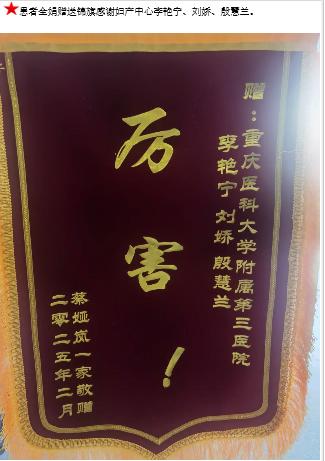 ★患者全娟赠送锦旗感谢妇产中心李艳宁、刘娇、殷慧兰。
赠：重庆医科大学附属第三医院
李艳宁 刘娇 殷慧兰
厉害！
蔡娅岚一家敬赠
二零二五年二月